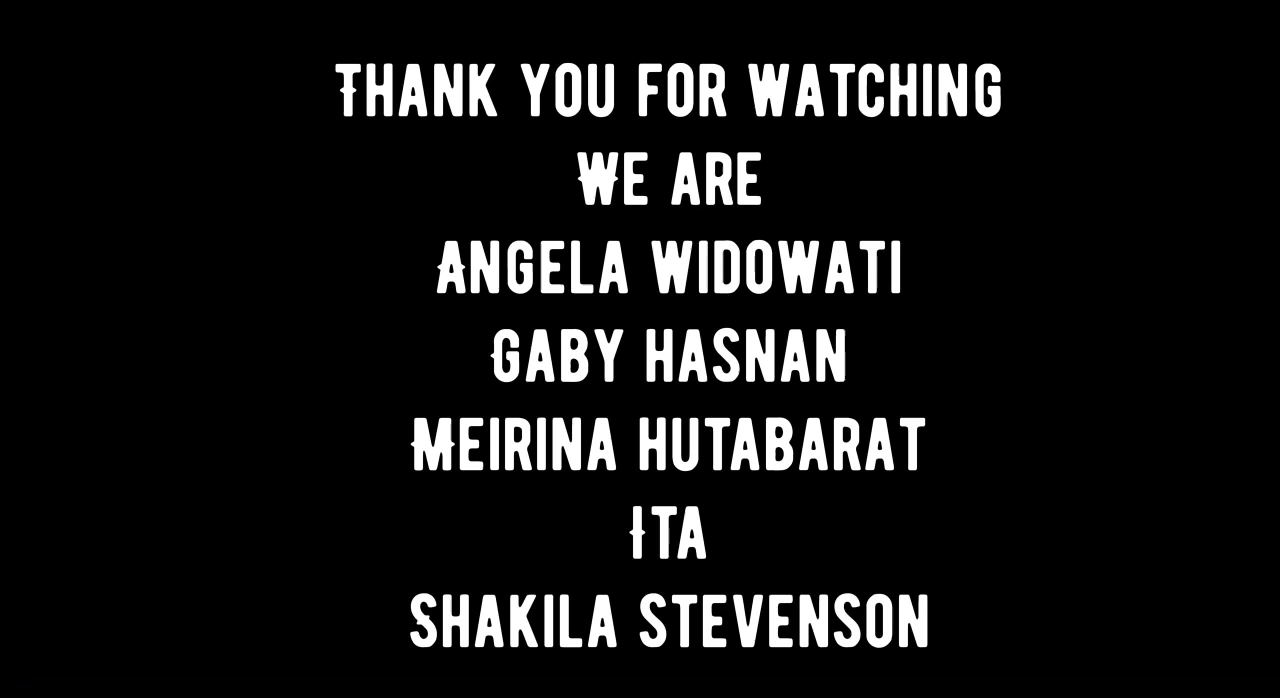 Thank you for watching
We are
Angela Widowati
Gaby Hasnan
Meirina Hutabarat
Ita
Shakila Stevenson